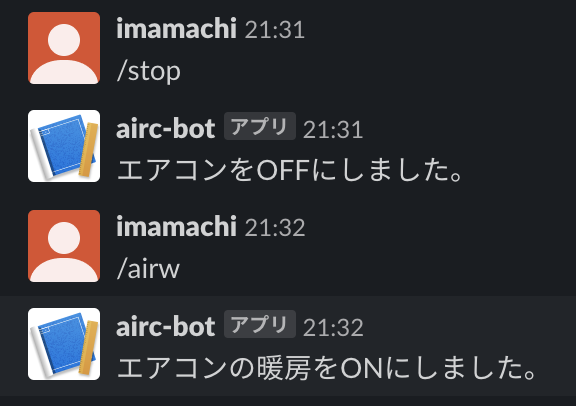 imamachi 21:31
/stop
airc-bot アプリ 21:31
エアコンをOFFにしました。
imamachi 21:32
/airw
airc-bot アプリ 21:32
エアコンの暖房をONにしました。